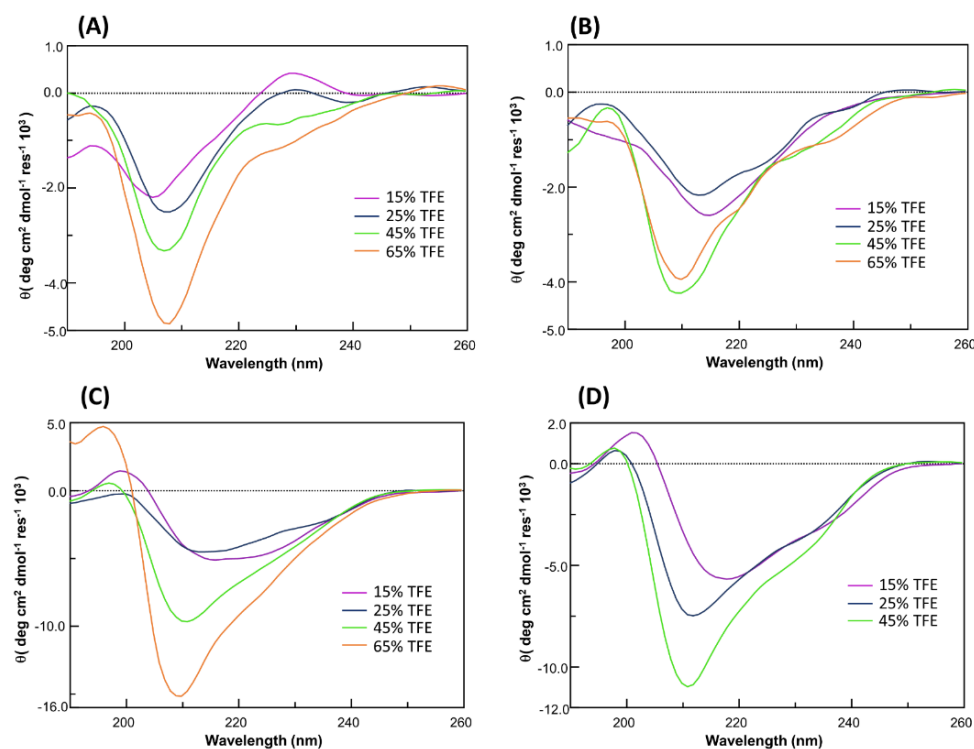 (A)
1.0
0.0
-2.0
-4.0
-5.0
θ( deg cm² dmol⁻¹ res⁻¹ 10³)
15% TFE
25% TFE
45% TFE
65% TFE
200
220
240
260
Wavelength (nm)
(B)
1.0
0.0
-2.0
-4.0
-5.0
θ( deg cm² dmol⁻¹ res⁻¹ 10³)
15% TFE
25% TFE
45% TFE
65% TFE
200
220
240
260
Wavelength (nm)
(C)
5.0
0.0
-10.0
-16.0
θ( deg cm² dmol⁻¹ res⁻¹ 10³)
15% TFE
25% TFE
45% TFE
65% TFE
200
220
240
260
Wavelength (nm)
(D)
2.0
0.0
-5.0
-10.0
-12.0
θ( deg cm² dmol⁻¹ res⁻¹ 10³)
15% TFE
25% TFE
45% TFE
200
220
240
260
Wavelength (nm)